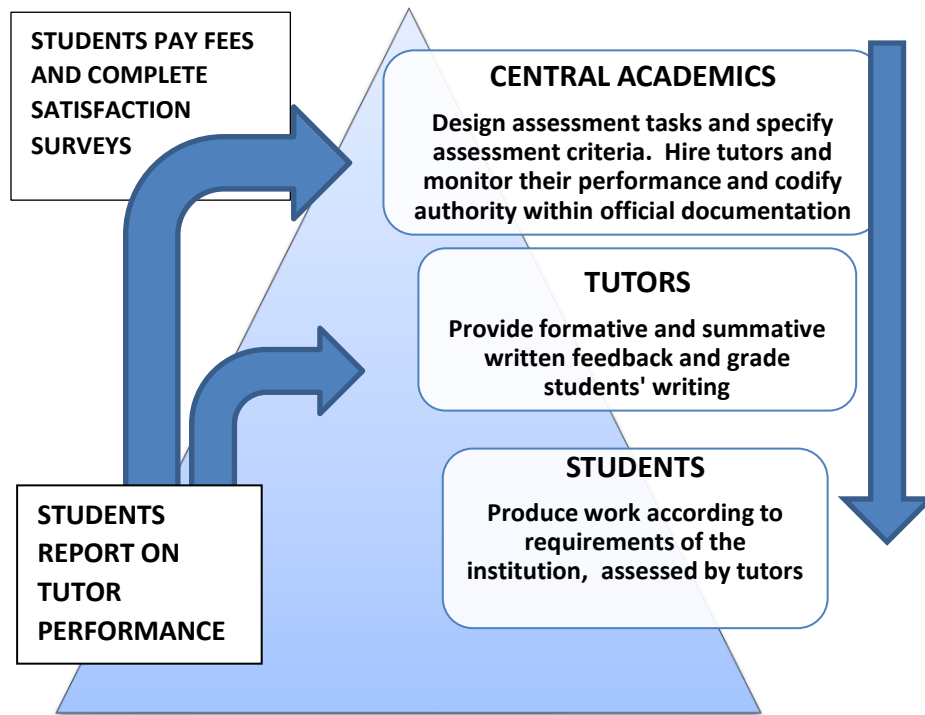 STUDENTS PAY FEES
AND COMPLETE
SATISFACTION
SURVEYS
CENTRAL ACADEMICS
Design assessment tasks and specify
assessment criteria.  Hire tutors and
monitor their performance and codify
authority within official documentation
TUTORS
Provide formative and summative
written feedback and grade
students' writing
STUDENTS
Produce work according to
requirements of the
institution,  assessed by tutors
STUDENTS
REPORT ON
TUTOR
PERFORMANCE